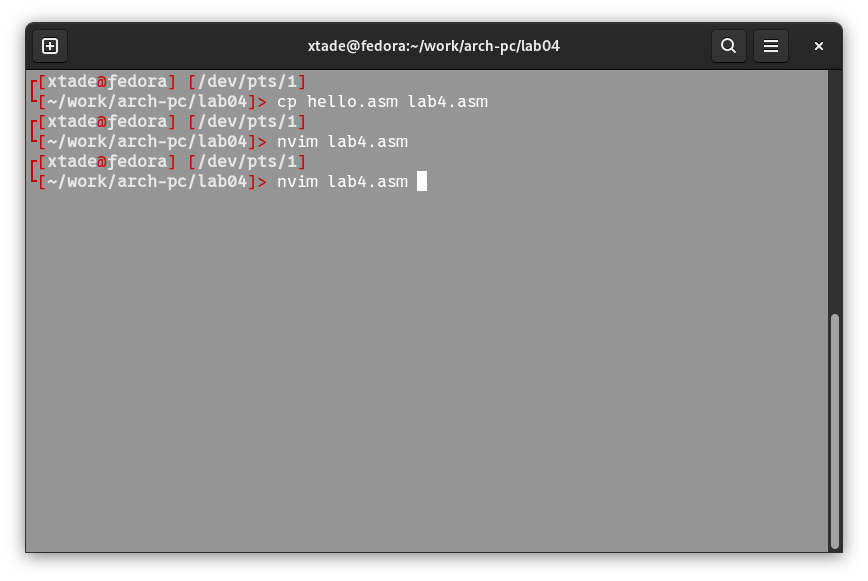 xtade@fedora:~/work/arch-pc/lab04
[xtade@fedora] [/dev/pts/1]
[~/work/arch-pc/lab04]> cp hello.asm lab4.asm
[xtade@fedora] [/dev/pts/1]
[~/work/arch-pc/lab04]> nvim lab4.asm
[xtade@fedora] [/dev/pts/1]
[~/work/arch-pc/lab04]> nvim lab4.asm